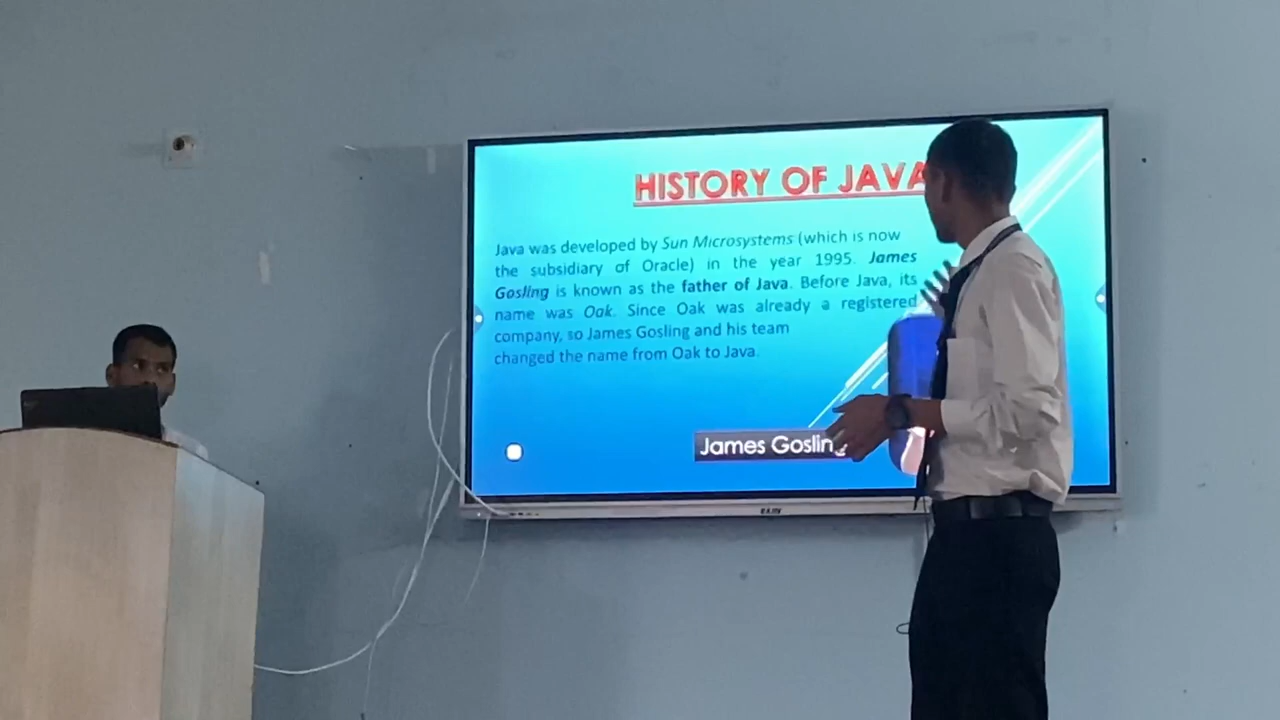 HISTORY OF JAVA
Java was developed by Sun Microsystems (which is now
the subsidiary of Oracle) in the year 1995. James
Gosling is known as the father of Java. Before Java, its
name was Oak. Since Oak was already a registered
company, so James Gosling and his team
changed the name from Oak to Java.
James Gosling